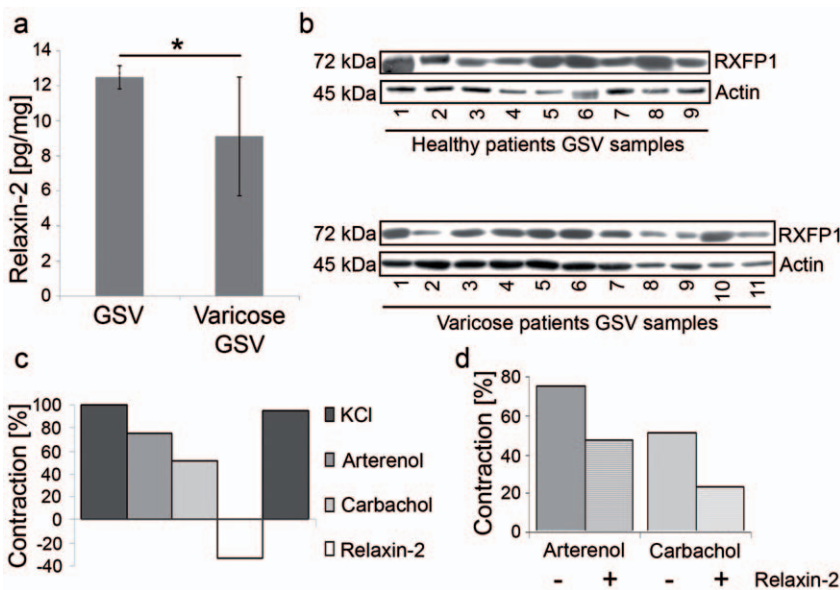 a
*
Relaxin-2 [pg/mg]
14
12
10
8
6
4
2
0
GSV
Varicose
GSV
b
72 kDa
RXFP1
45 kDa
Actin
1 2 3 4 5 6 7 8 9
Healthy patients GSV samples
72 kDa
RXFP1
45 kDa
Actin
1 2 3 4 5 6 7 8 9 10 11
Varicose patients GSV samples
c
Contraction [%]
100
80
60
40
20
0
-20
-40
KCl
Arterenol
Carbachol
Relaxin-2
d
Contraction [%]
80
60
40
20
0
Arterenol Carbachol
- + - + Relaxin-2